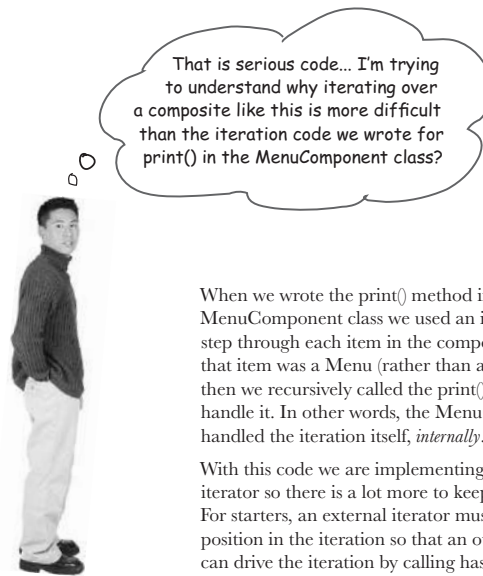 That is serious code... I'm trying
to understand why iterating over
a composite like this is more difficult
than the iteration code we wrote for
print() in the MenuComponent class?
When we wrote the print() method i
MenuComponent class we used an i
step through each item in the compo
that item was a Menu (rather than a
then we recursively called the print()
handle it. In other words, the Menu
handled the iteration itself, internally.
With this code we are implementing
iterator so there is a lot more to keep
For starters, an external iterator mus
position in the iteration so that an o
can drive the iteration by calling has